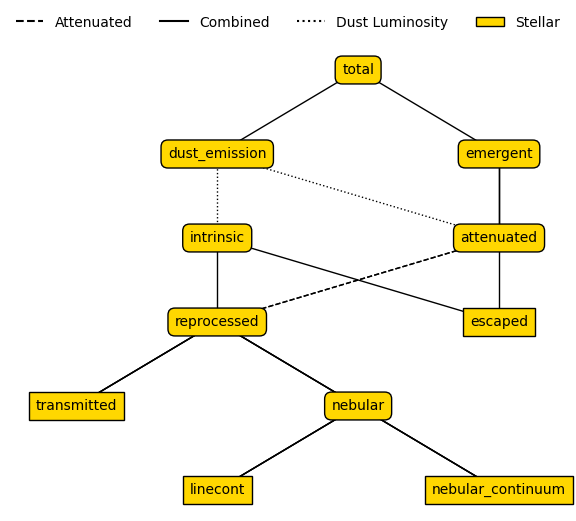 Attenuated Combined Dust Luminosity Stellar
total
dust_emission emergent
intrinsic attenuated
reprocessed escaped
transmitted nebular
linecont nebular_continuum